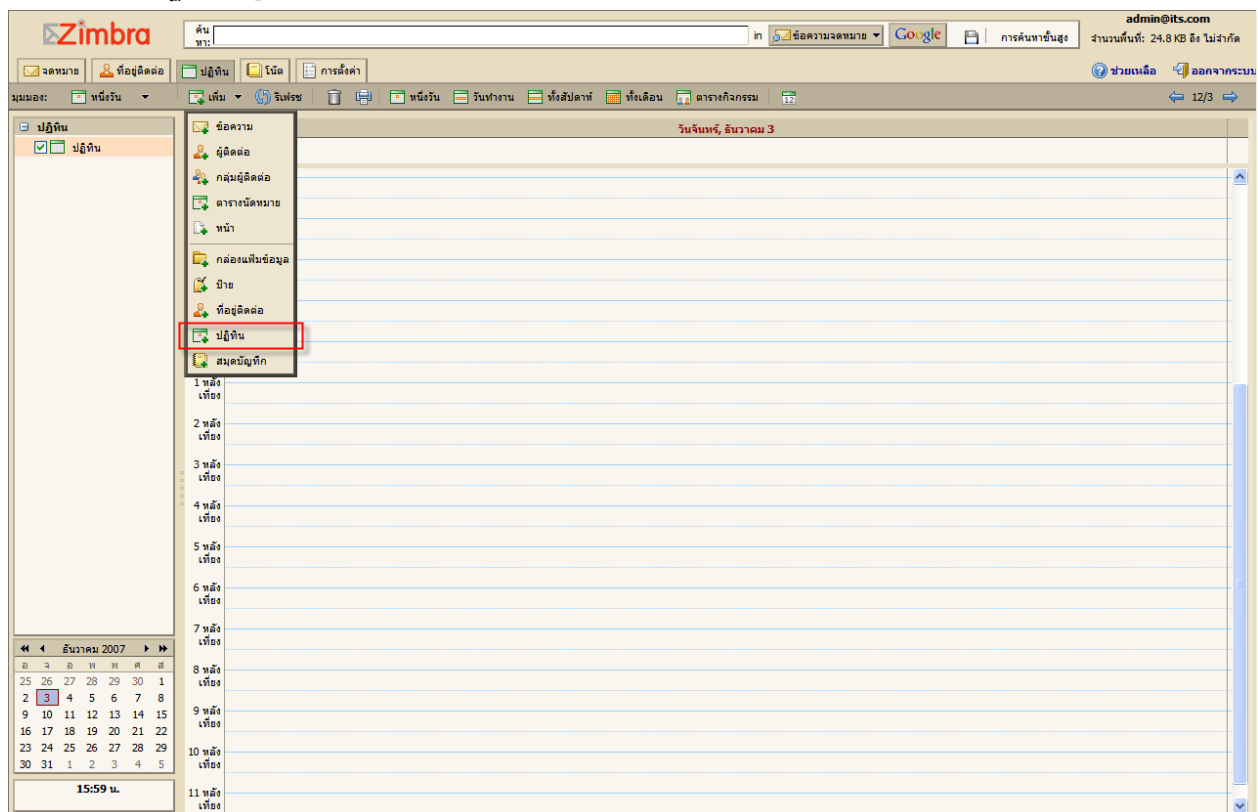 Zimbra
ค้นหา:
in ข้อความจดหมาย Google การค้นหาขั้นสูง
admin@its.com
จำนวนพื้นที่: 24.8 KB ถึง ไม่จำกัด
จดหมาย ที่อยู่ติดต่อ ปฏิทิน โน้ต การตั้งค่า
ช่วยเหลือ ออกจากระบบ
มุมมอง: หนึ่งวัน เพิ่ม รีเฟรช หนึ่งวัน วันทำงาน ทั้งสัปดาห์ ทั้งเดือน ตารางกิจกรรม 12 12/3
ปฏิทิน
ปฏิทิน
วันจันทร์, ธันวาคม 3
ข้อความ
ผู้ติดต่อ
กลุ่มผู้ติดต่อ
ตารางนัดหมาย
หน้า
กล่องแฟ้มข้อมูล
ป้าย
ที่อยู่ติดต่อ
ปฏิทิน
สมุดบัญทึก
1 หลัง
เที่ยง
2 หลัง
เที่ยง
3 หลัง
เที่ยง
4 หลัง
เที่ยง
5 หลัง
เที่ยง
6 หลัง
เที่ยง
7 หลัง
เที่ยง
8 หลัง
เที่ยง
9 หลัง
เที่ยง
10 หลัง
เที่ยง
11 หลัง
เที่ยง
ธันวาคม 2007
อ จ อ พ พ ศ ส
25 26 27 28 29 30 1
2 3 4 5 6 7 8
9 10 11 12 13 14 15
16 17 18 19 20 21 22
23 24 25 26 27 28 29
30 31 1 2 3 4 5
15:59 น.